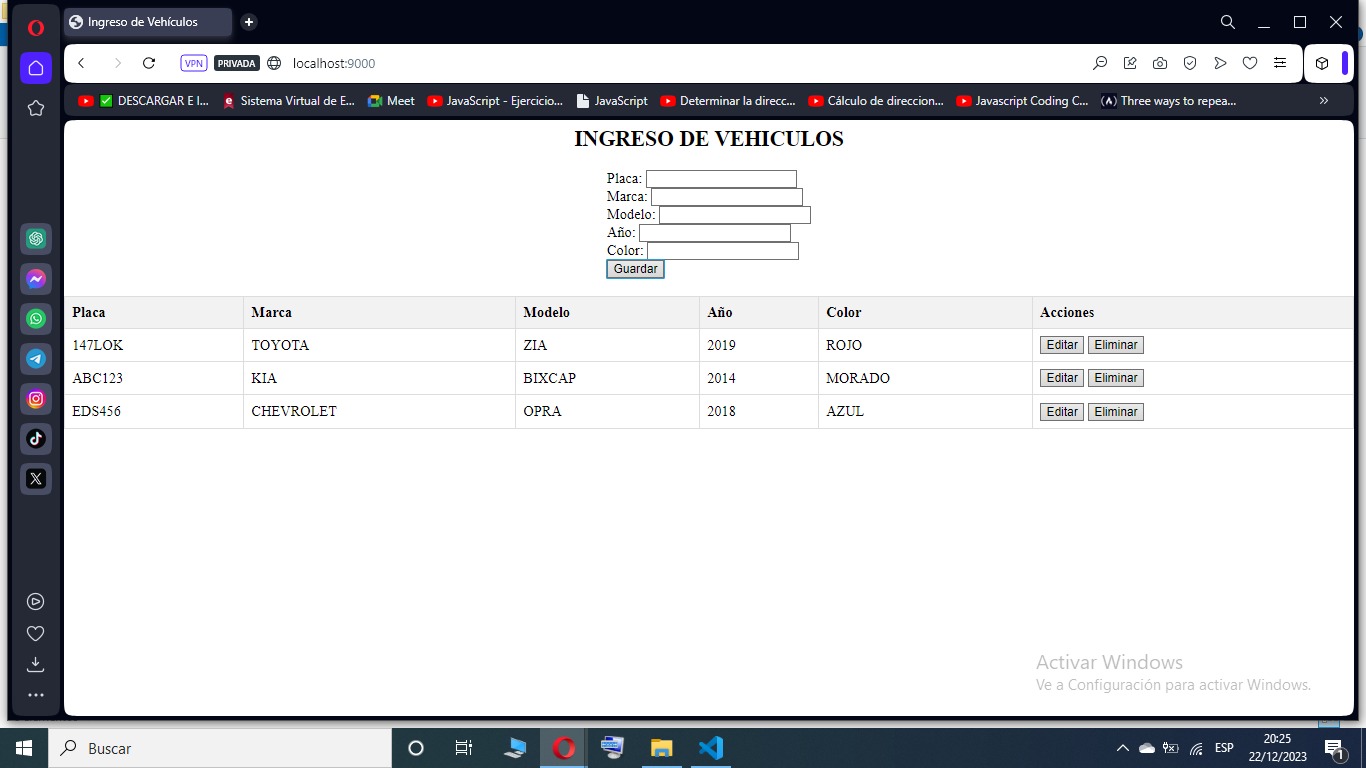 Ingreso de Vehículos
VPN PRIVADA localhost:9000
DESCARGAR E I... Sistema Virtual de E... Meet JavaScript - Ejercicio... JavaScript Determinar la direcc... Cálculo de direccion... Javascript Coding C... Three ways to repea...
INGRESO DE VEHICULOS
Placa:
Marca:
Modelo:
Año:
Color:
Guardar
Placa Marca Modelo Año Color Acciones
147LOK TOYOTA ZIA 2019 ROJO Editar Eliminar
ABC123 KIA BIXCAP 2014 MORADO Editar Eliminar
EDS456 CHEVROLET OPRA 2018 AZUL Editar Eliminar
Activar Windows
Ve a Configuración para activar Windows.
Buscar
ESP
20:25
22/12/2023
1